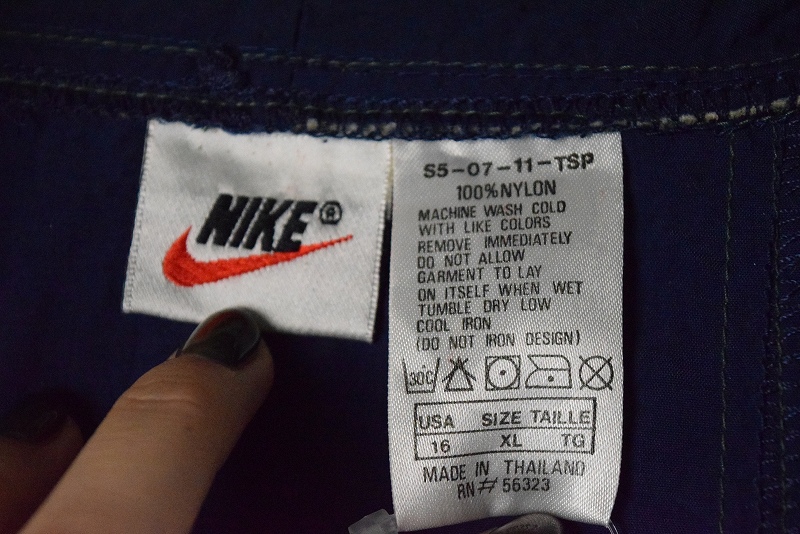 NIKE®
S5-07-11-TSP
100%NYLON
MACHINE WASH COLD
WITH LIKE COLORS
REMOVE IMMEDIATELY
DO NOT ALLOW
GARMENT TO LAY
ON ITSELF WHEN WET
TUMBLE DRY LOW
COOL IRON
(DO NOT IRON DESIGN)
30C
USA SIZE TAILLE
16 XL TG
MADE IN THAILAND
RN# 56323